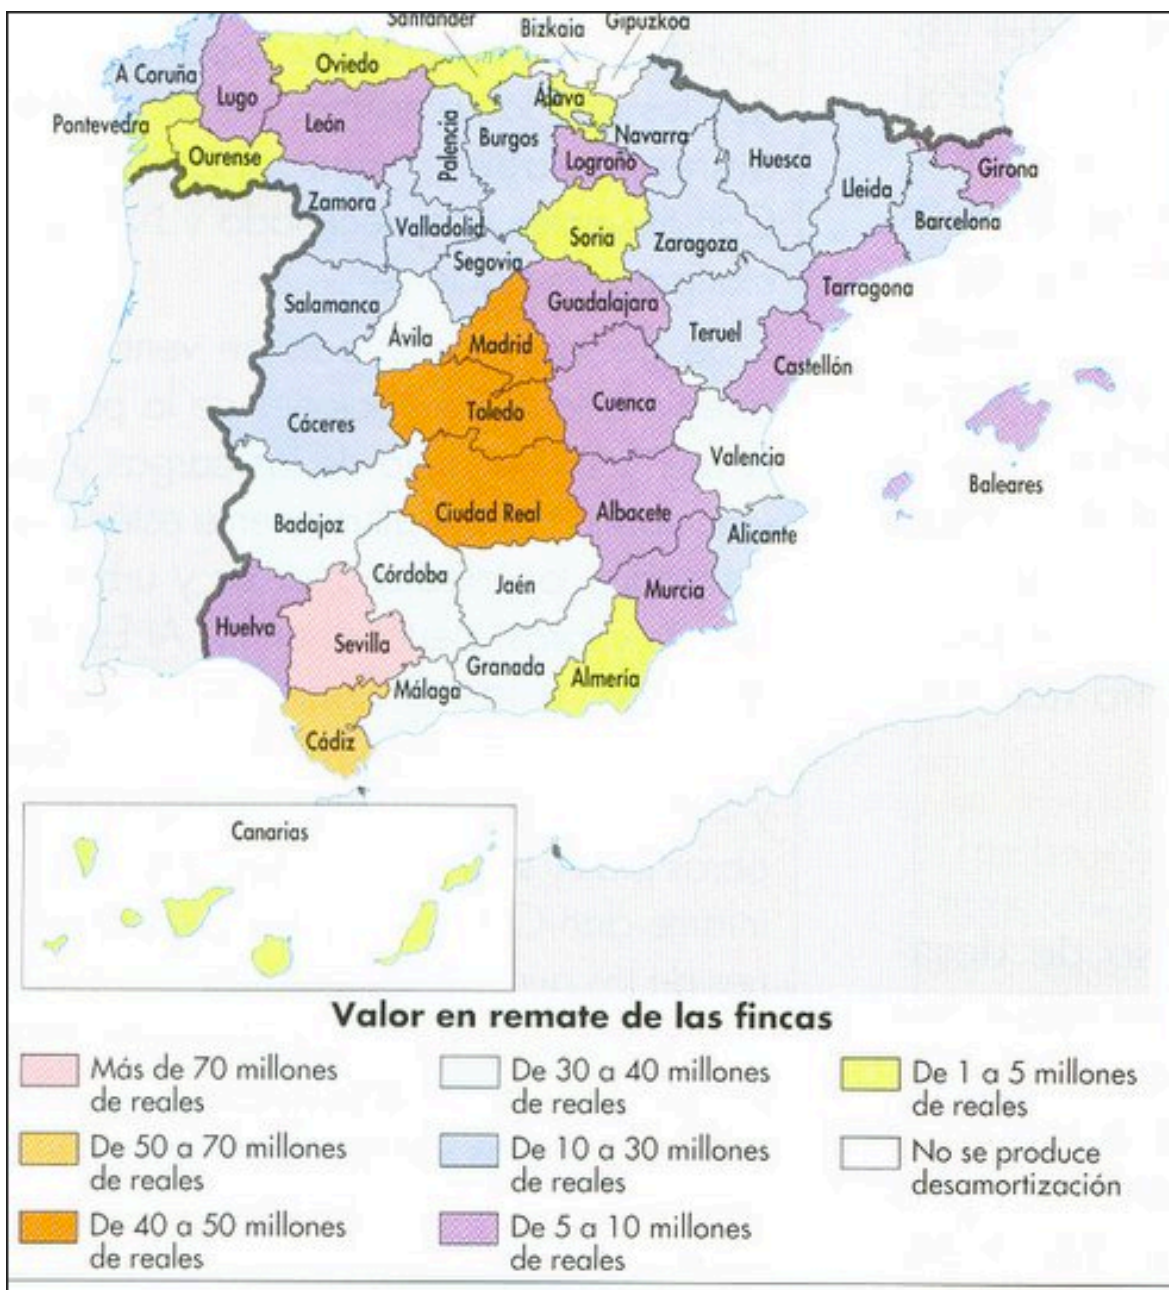 Santander
Bizkaia
Gipuzkoa
A Coruña
Lugo
Oviedo
Álava
Pontevedra
Ourense
León
Palencia
Burgos
Logroño
Navarra
Huesca
Lleida
Girona
Barcelona
Zamora
Valladolid
Soria
Zaragoza
Segovia
Salamanca
Ávila
Madrid
Guadalajara
Teruel
Tarragona
Castellón
Cáceres
Toledo
Cuenca
Valencia
Baleares
Badajoz
Ciudad Real
Albacete
Alicante
Córdoba
Jaén
Murcia
Huelva
Sevilla
Granada
Málaga
Almería
Cádiz
Canarias
Valor en remate de las fincas
Más de 70 millones
de reales
De 50 a 70 millones
de reales
De 40 a 50 millones
de reales
De 30 a 40 millones
de reales
De 10 a 30 millones
de reales
De 5 a 10 millones
de reales
De 1 a 5 millones
de reales
No se produce
desamortización